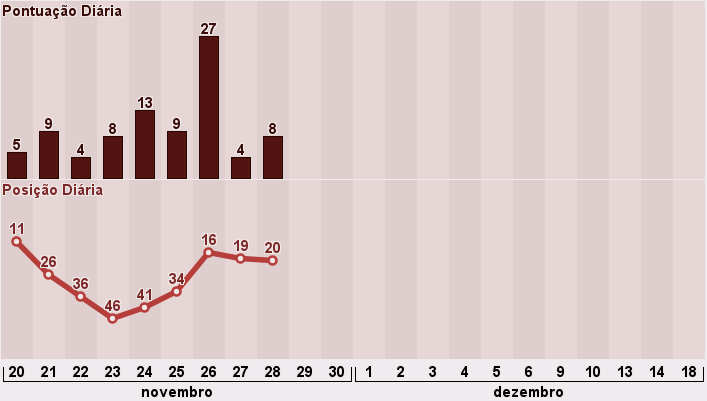 Pontuação Diária
5 9 4 8 13 9 27 4 8
Posição Diária
11 26 36 46 41 34 16 19 20
20 21 22 23 24 25 26 27 28 29 30 1 2 3 4 5 6 9 10 13 14 18
novembro dezembro